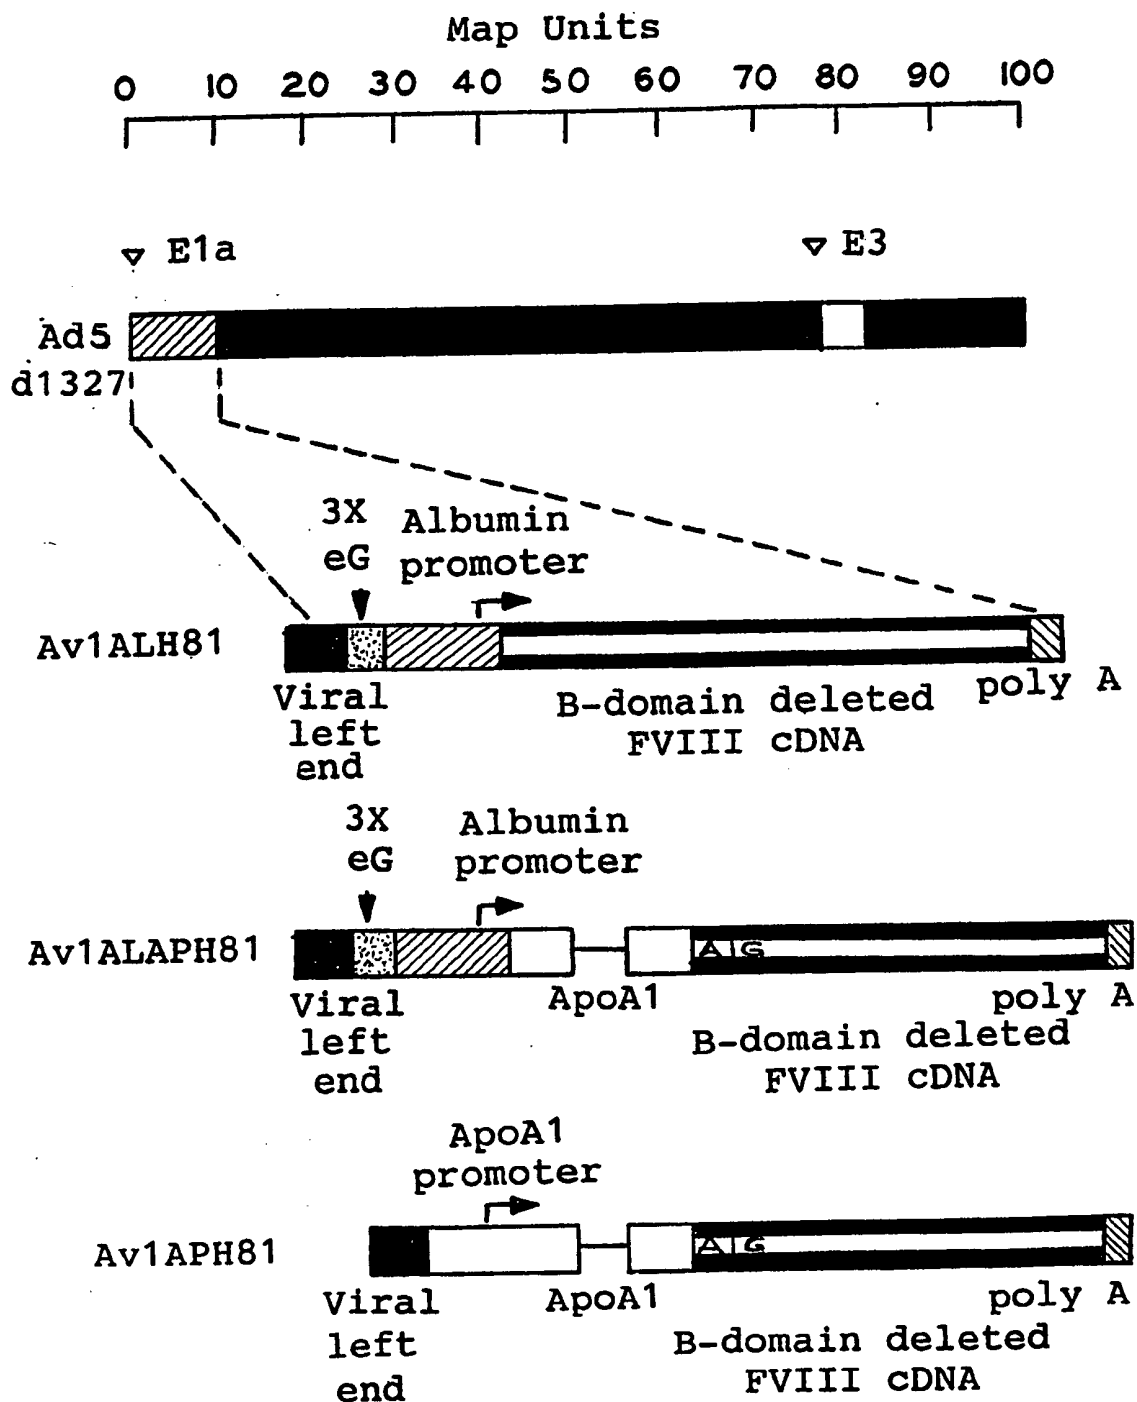 Map Units
0 10 20 30 40 50 60 70 80 90 100
E1a
E3
Ad5
d1327
3X
eG
Albumin
promoter
Av1ALH81
Viral
left
end
B-domain deleted
FVIII cDNA
poly A
3X
eG
Albumin
promoter
Av1ALAPH81
A G
Viral
left
end
ApoA1
poly A
B-domain deleted
FVIII cDNA
ApoA1
promoter
Av1APH81
A G
Viral
left
end
ApoA1
poly A
B-domain deleted
FVIII cDNA